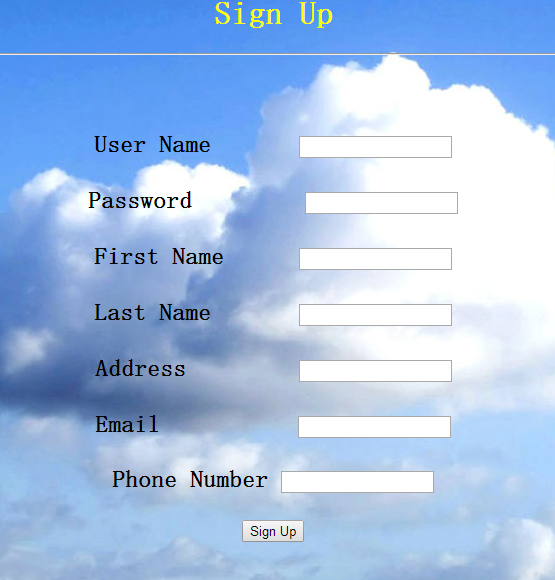 Sign Up
User Name
Password
First Name
Last Name
Address
Email
Phone Number
Sign Up